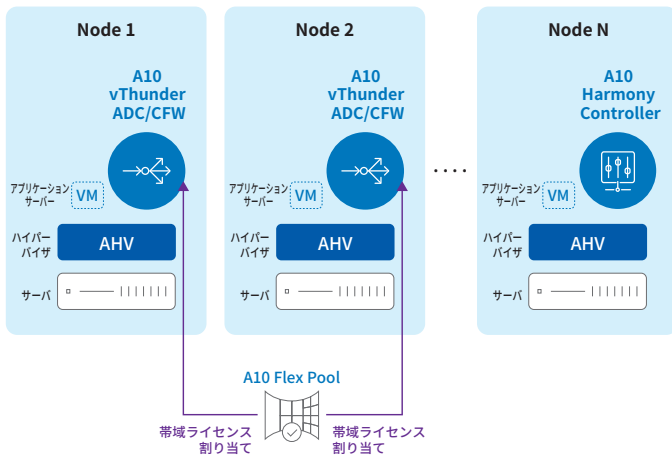 Node 1
A10
vThunder
ADC/CFW
アプリケーション
サーバー
VM
ハイパー
バイザ
AHV
サーバ
Node 2
A10
vThunder
ADC/CFW
アプリケーション
サーバー
VM
ハイパー
バイザ
AHV
サーバ
....
Node N
A10
Harmony
Controller
アプリケーション
サーバー
VM
ハイパー
バイザ
AHV
サーバ
A10 Flex Pool
帯域ライセンス
割り当て
帯域ライセンス
割り当て